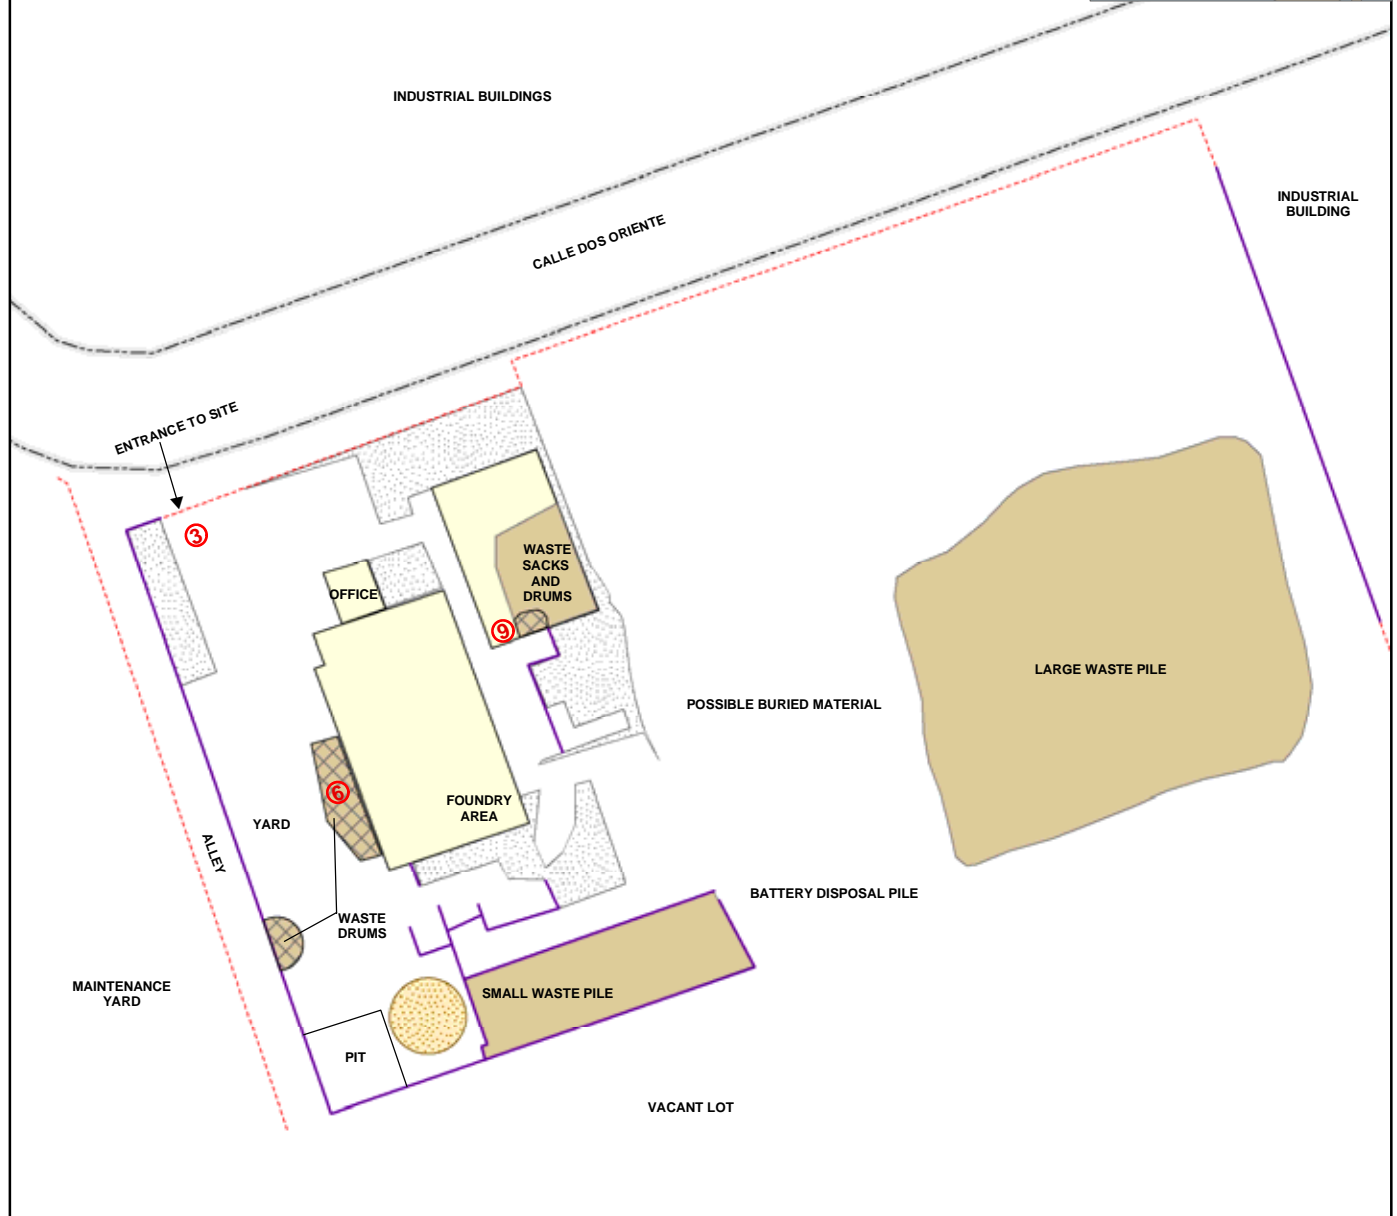 INDUSTRIAL BUILDINGS
INDUSTRIAL
BUILDING
CALLE DOS ORIENTE
ENTRANCE TO SITE
3
WASTE
SACKS
AND
DRUMS
OFFICE
9
LARGE WASTE PILE
POSSIBLE BURIED MATERIAL
6
FOUNDRY
AREA
YARD
ALLEY
BATTERY DISPOSAL PILE
WASTE
DRUMS
MAINTENANCE
YARD
SMALL WASTE PILE
PIT
VACANT LOT